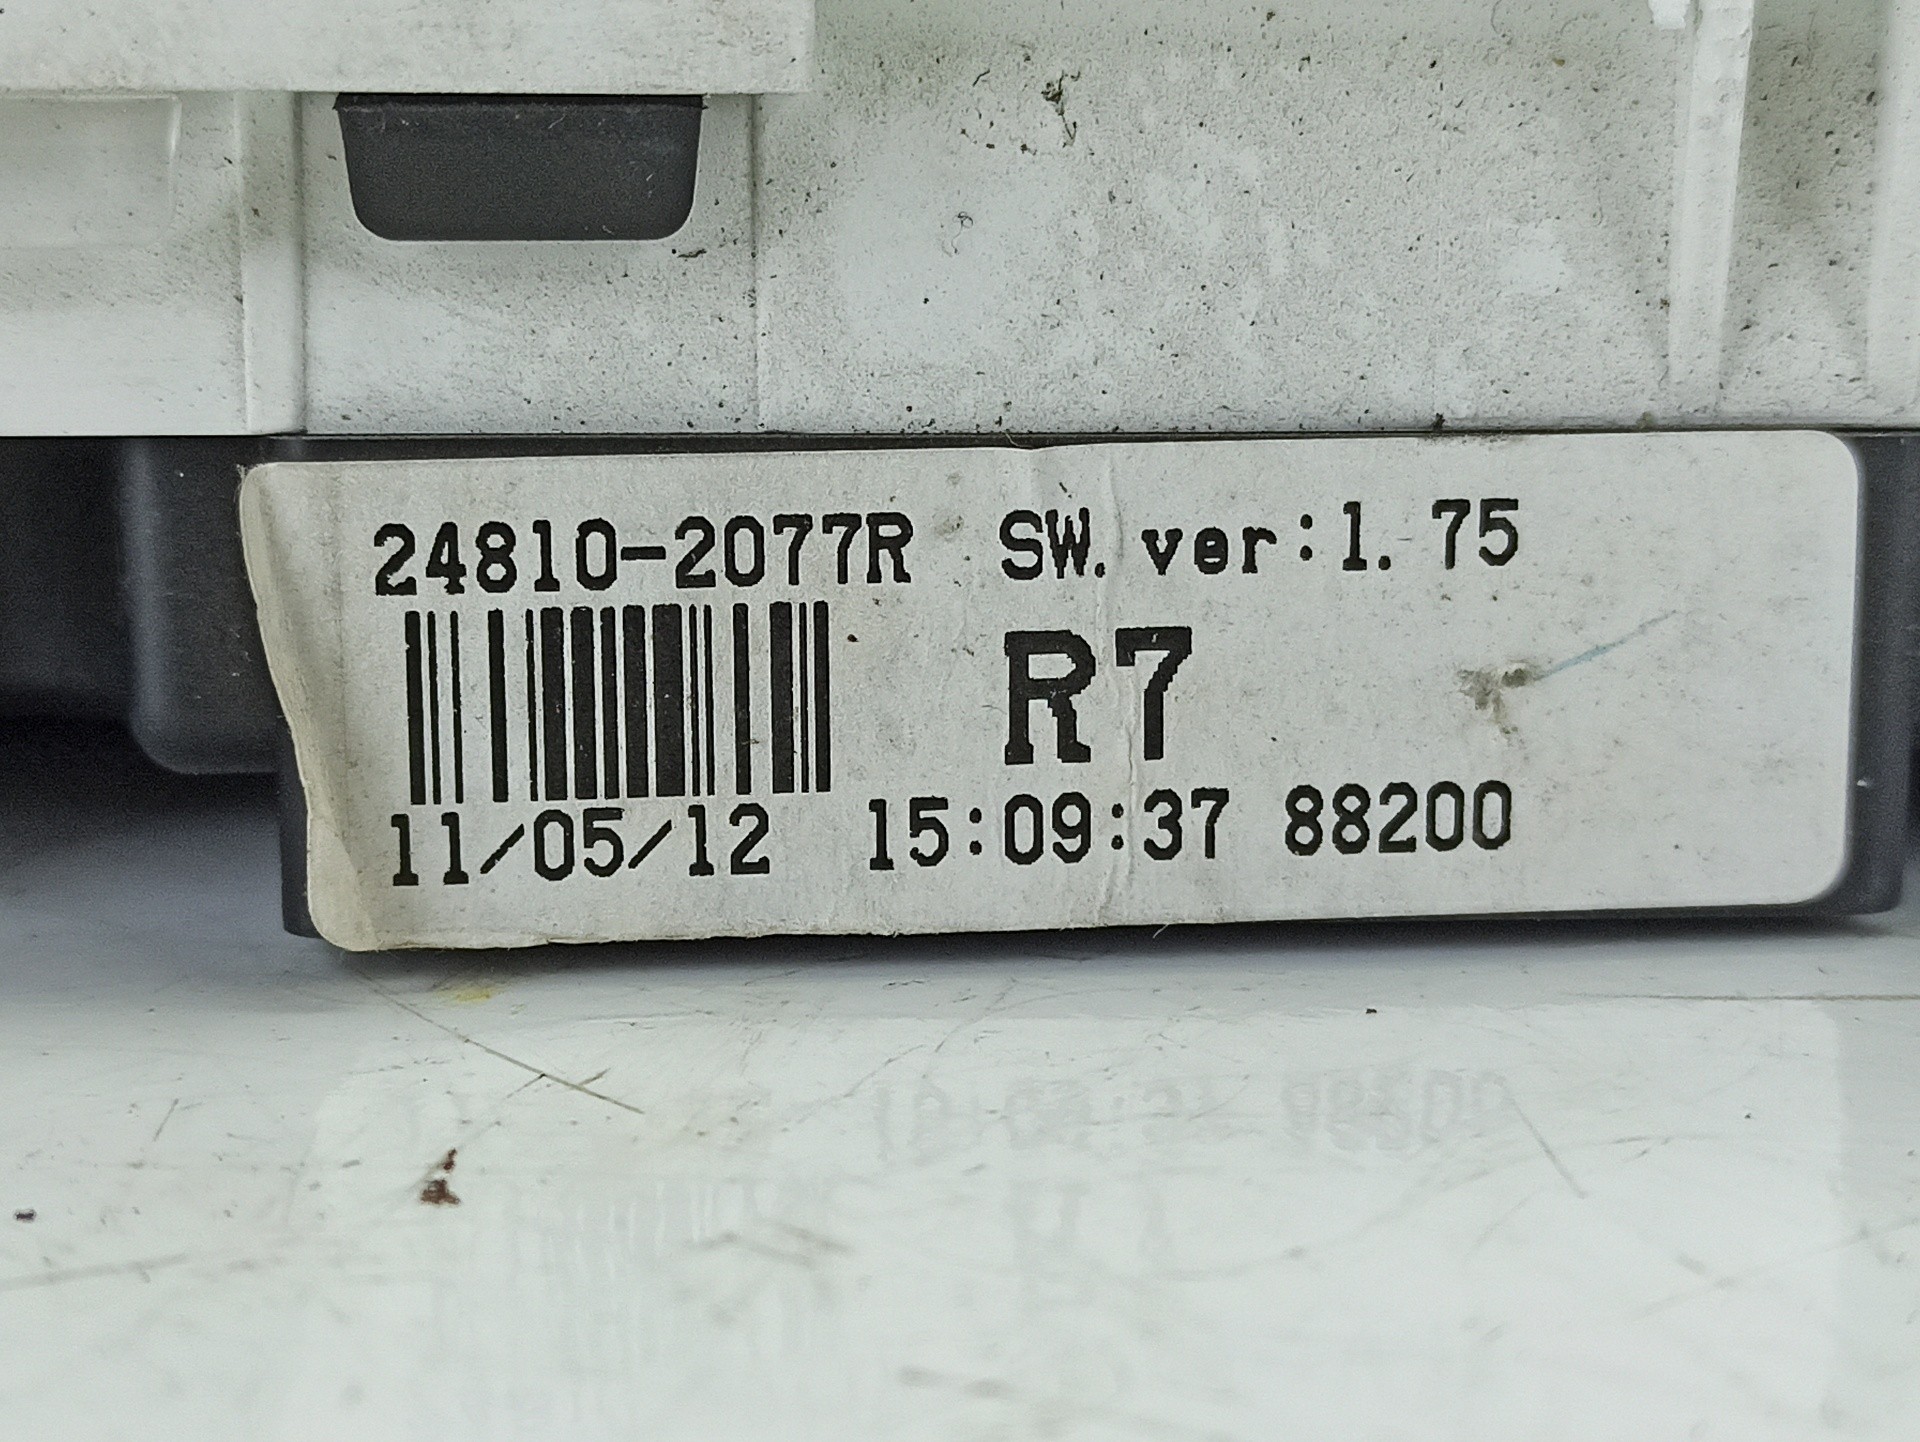 24810-2077R SW. ver:1. 75
R7
11/05/12 15:09:37 88200